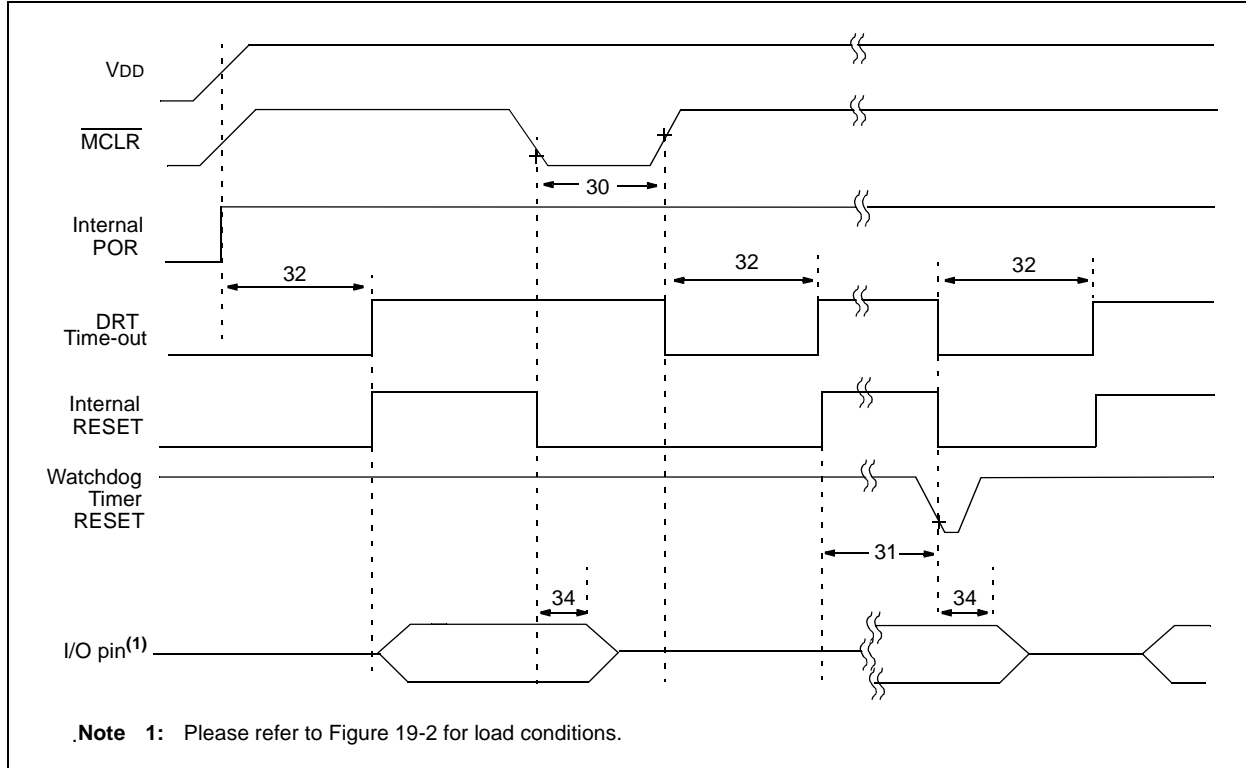 VDD
MCLR
30
Internal
POR
32
32
32
DRT
Time-out
Internal
RESET
Watchdog
Timer
RESET
31
34
34
I/O pin(1)
.Note 1: Please refer to Figure 19-2 for load conditions.